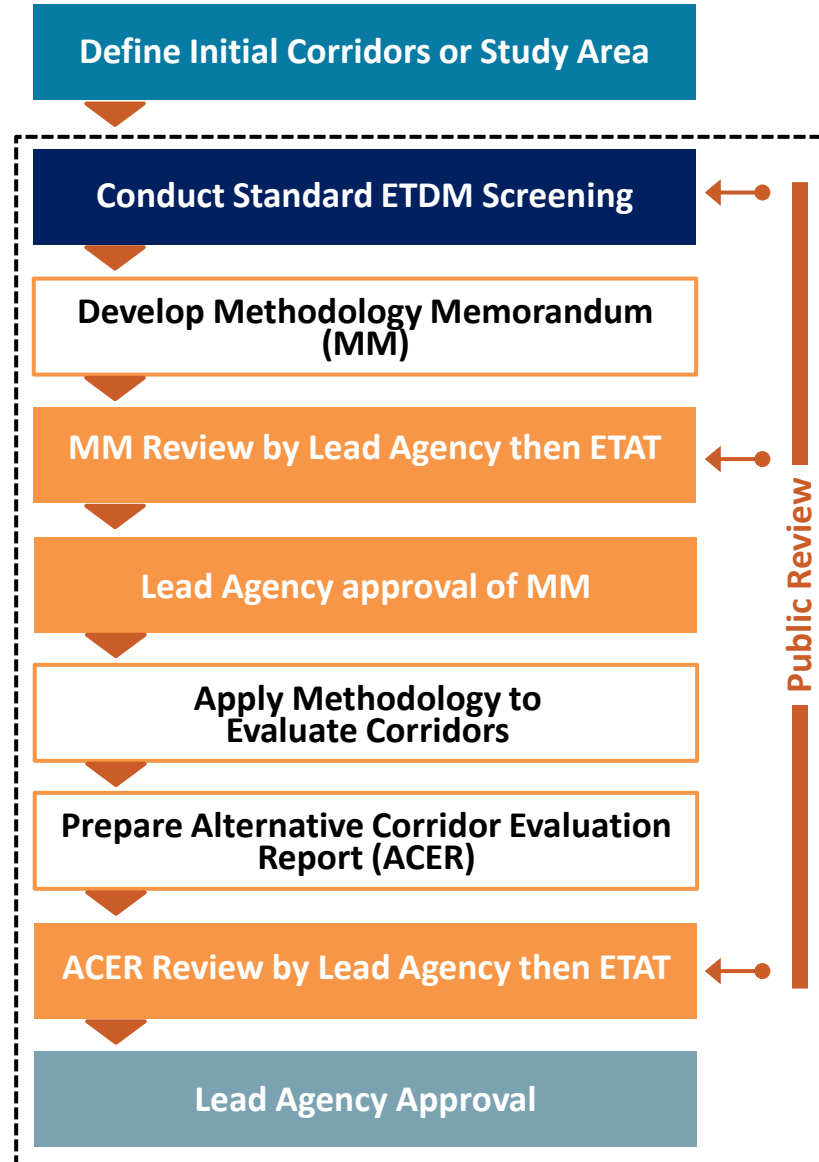 Define Initial Corridors or Study Area
Conduct Standard ETDM Screening
Develop Methodology Memorandum
(MM)
MM Review by Lead Agency then ETAT
Lead Agency approval of MM
Apply Methodology to
Evaluate Corridors
Prepare Alternative Corridor Evaluation
Report (ACER)
ACER Review by Lead Agency then ETAT
Lead Agency Approval
Public Review